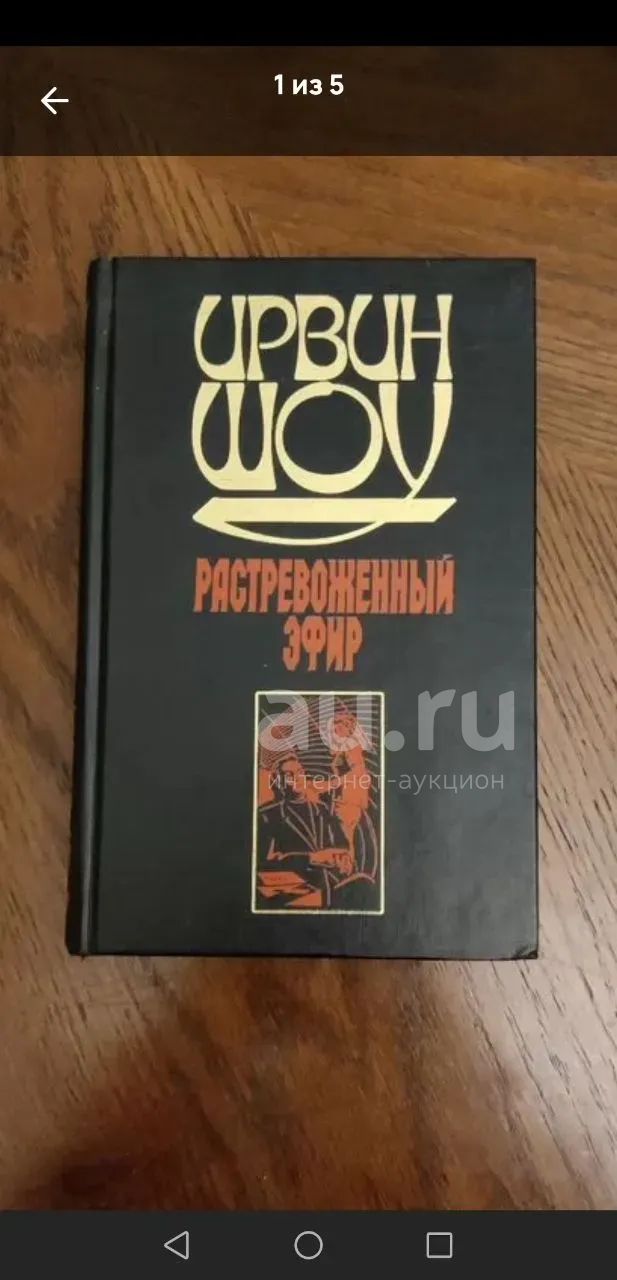 1 из 5
ИРВИН
ШОУ
РАСТРЕВОЖЕННЫЙ
ЭФИР
au.ru
интернет-аукцион